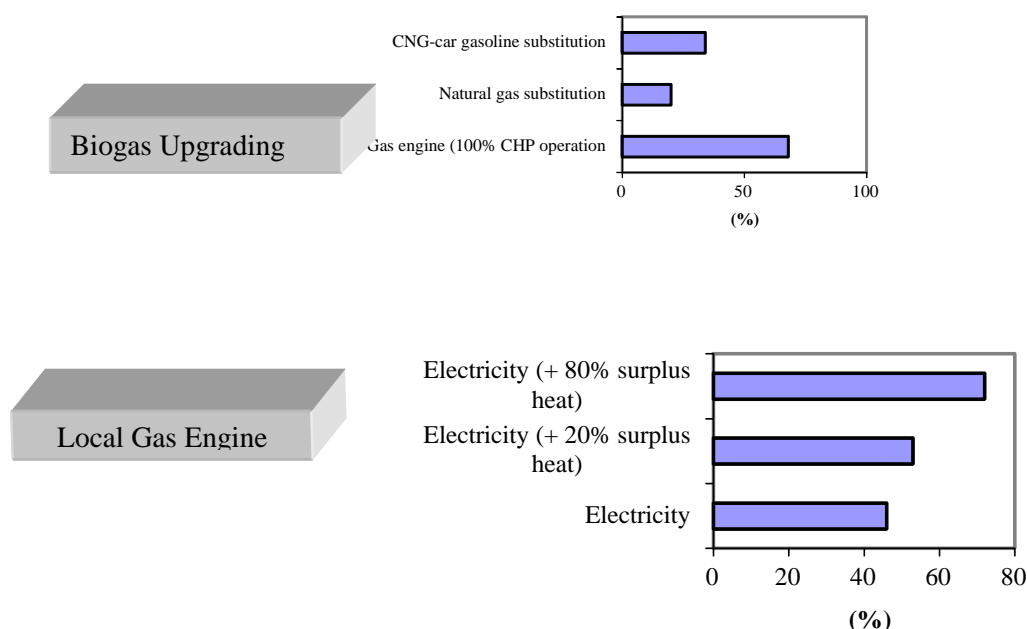 CNG-car gasoline substitution
Natural gas substitution
Biogas Upgrading
Gas engine (100% CHP operation
0 50 100
(%)
Electricity (+ 80% surplus
heat)
Local Gas Engine
Electricity (+ 20% surplus
heat)
Electricity
0 20 40 60 80
(%)